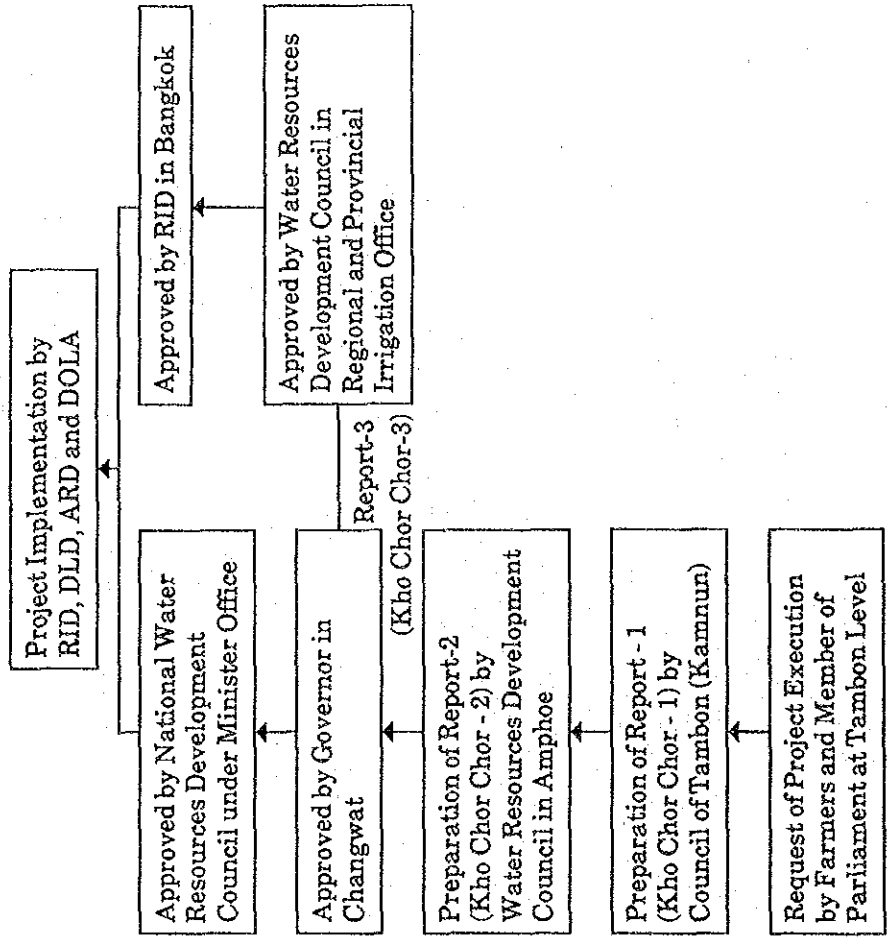 Project Implementation by
RID, DLD, ARD and DOLA
Approved by National Water
Resources Development
Council under Minister Office
Approved by RID in Bangkok
Approved by Governor in
Changwat
Report-3
(Kho Chor Chor-3)
Approved by Water Resources
Development Council in
Regional and Provincial
Irrigation Office
Preparation of Report-2
(Kho Chor Chor - 2) by
Water Resources Development
Council in Amphoe
Preparation of Report - 1
(Kho Chor Chor - 1) by
Council of Tambon (Kamnun)
Request of Project Execution
by Farmers and Member of
Parliament at Tambon Level